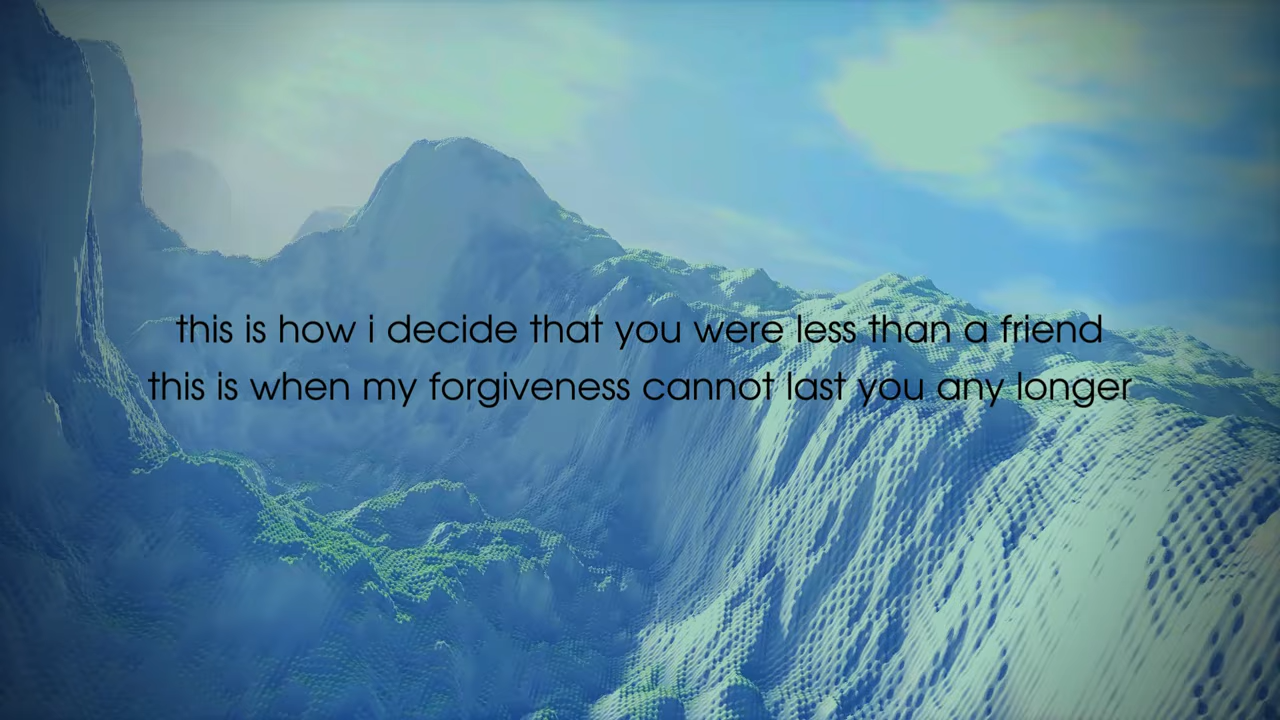 this is how i decide that you were less than a friend
this is when my forgiveness cannot last you any longer